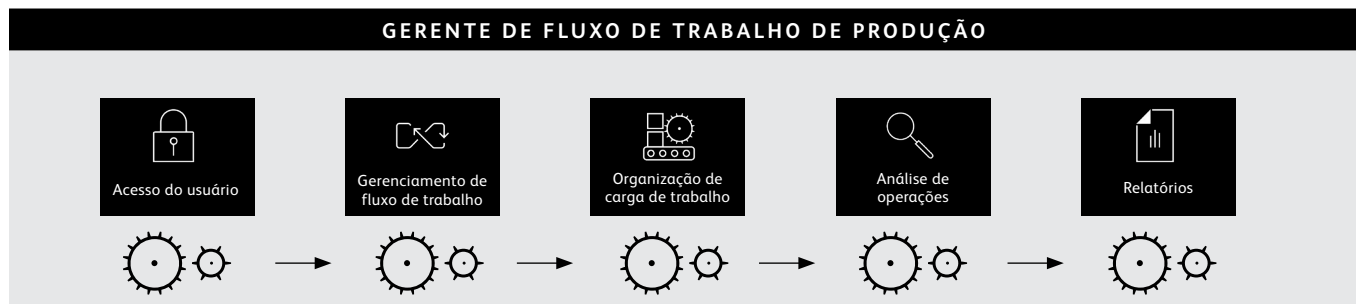 GERENTE DE FLUXO DE TRABALHO DE PRODUÇÃO
Acesso do usuário
Gerenciamento de
fluxo de trabalho
Organização de
carga de trabalho
Análise de
operações
Relatórios